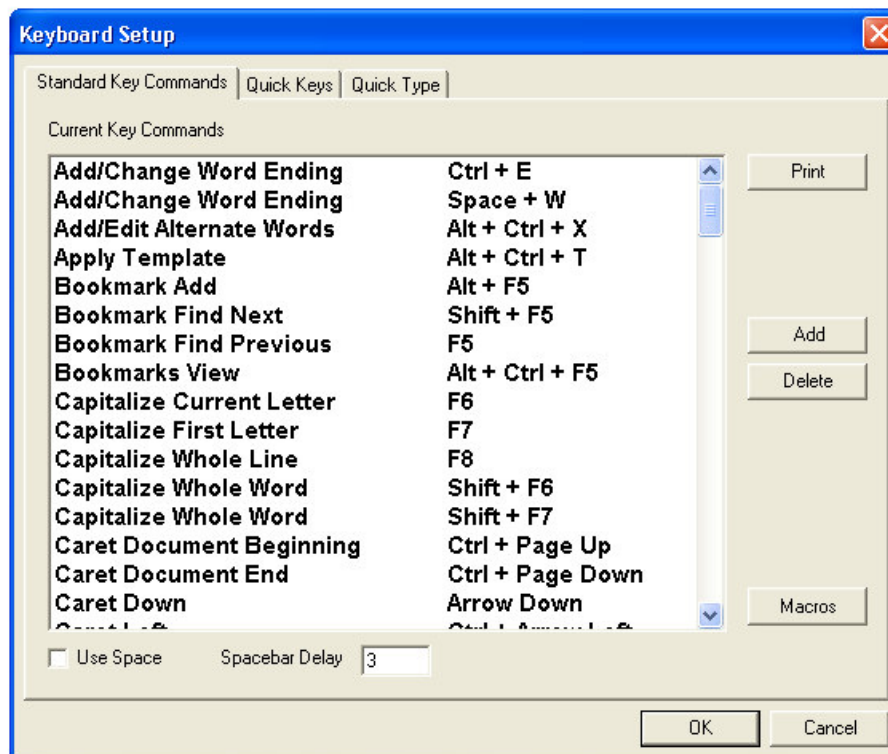 Keyboard Setup
Standard Key Commands Quick Keys Quick Type
Current Key Commands
Add/Change Word Ending Ctrl + E
Add/Change Word Ending Space + W
Add/Edit Alternate Words Alt + Ctrl + X
Apply Template Alt + Ctrl + T
Bookmark Add Alt + F5
Bookmark Find Next Shift + F5
Bookmark Find Previous F5
Bookmarks View Alt + Ctrl + F5
Capitalize Current Letter F6
Capitalize First Letter F7
Capitalize Whole Line F8
Capitalize Whole Word Shift + F6
Capitalize Whole Word Shift + F7
Caret Document Beginning Ctrl + Page Up
Caret Document End Ctrl + Page Down
Caret Down Arrow Down
Caret Left Ctrl + Arrow Left
Print
Add
Delete
Macros
Use Space Spacebar Delay 3
OK Cancel